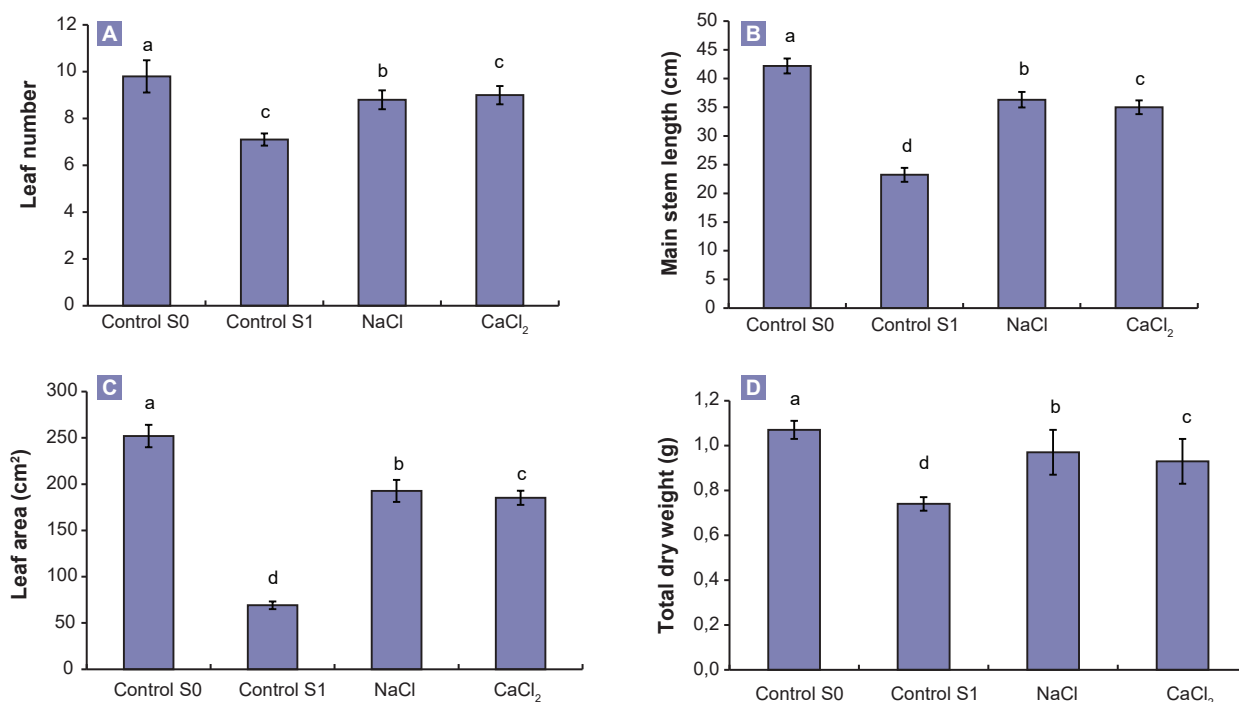 A
Leaf number
12
10
8
6
4
2
0
a
c
b
c
Control S0 Control S1 NaCl CaCl₂
B
Main stem length (cm)
50
45
40
35
30
25
20
15
10
5
0
a
d
b
c
Control S0 Control S1 NaCl CaCl₂
C
Leaf area (cm²)
300
250
200
150
100
50
0
a
d
b
c
Control S0 Control S1 NaCl CaCl₂
D
Total dry weight (g)
1,2
1,0
0,8
0,6
0,4
0,2
0,0
a
d
b
c
Control S0 Control S1 NaCl CaCl₂